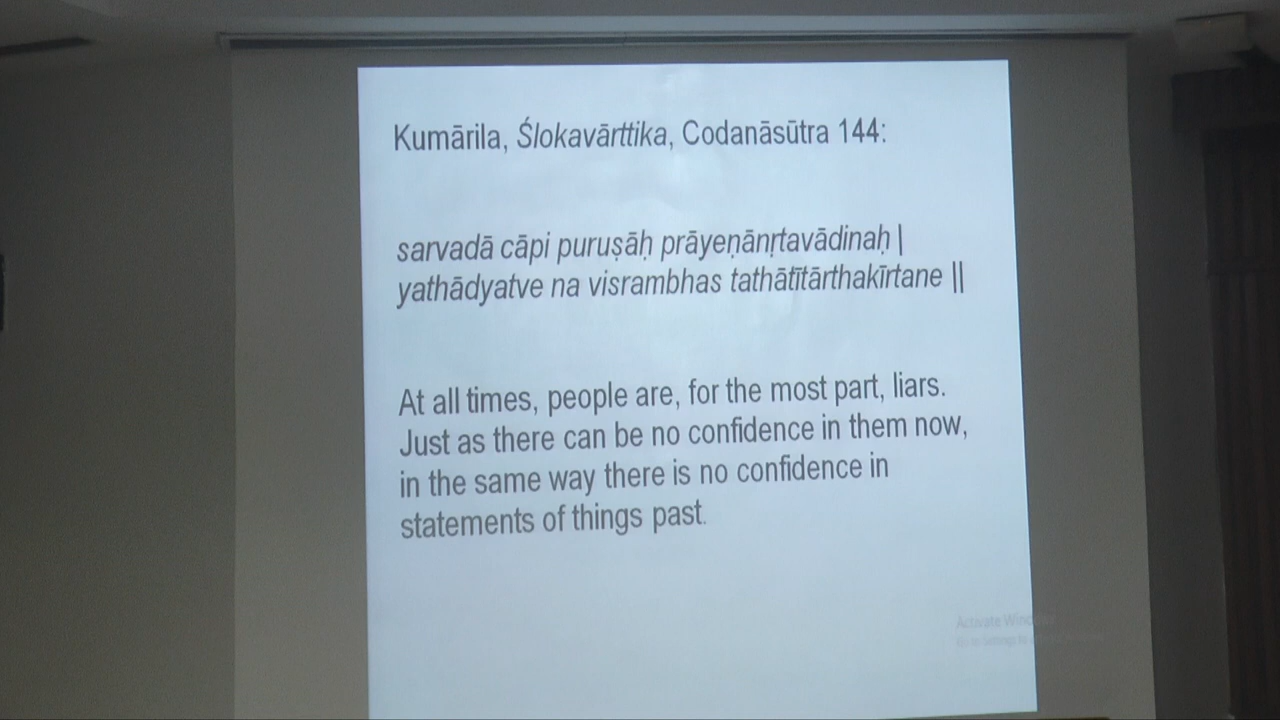 Kumārila, Ślokavārttika, Codanāsūtra 144:
sarvadā cāpi puruṣāḥ prāyeṇānṛtavādinaḥ |
yathādyatve na visrambhas tathātītārthakīrtane ||
At all times, people are, for the most part, liars.
Just as there can be no confidence in them now,
in the same way there is no confidence in
statements of things past.
Activate